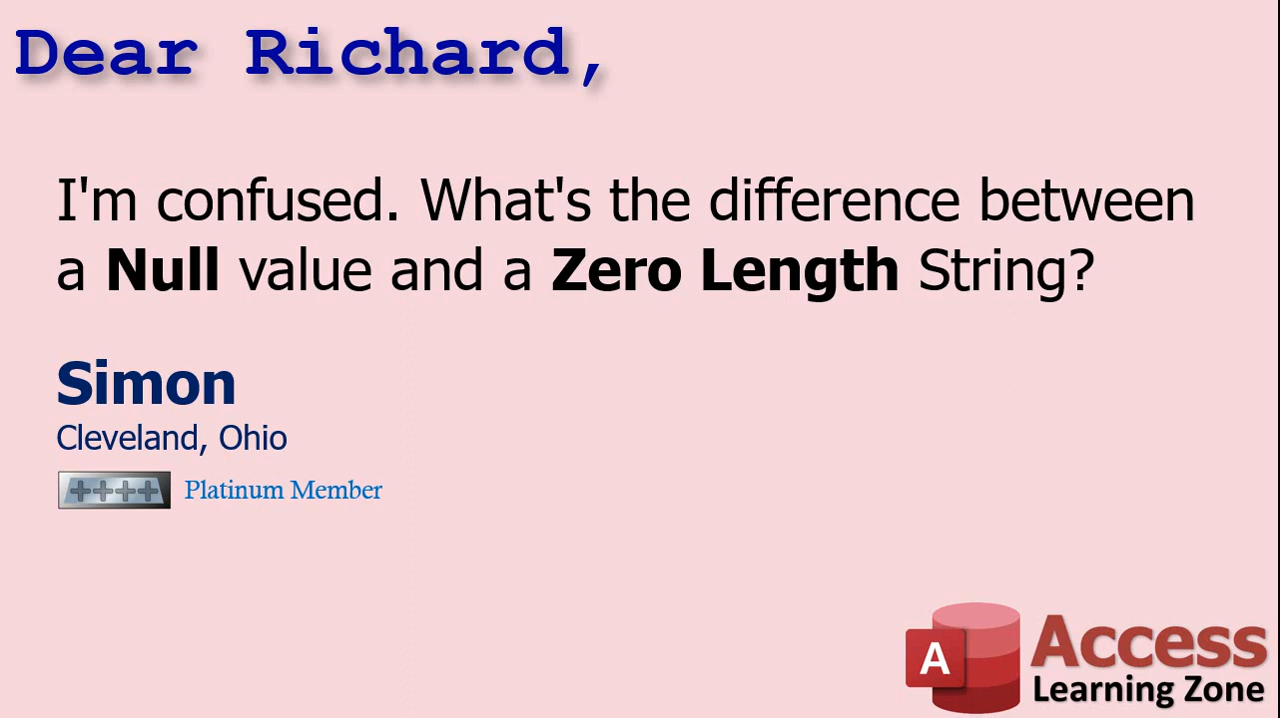 Dear Richard,
I'm confused. What's the difference between
a Null value and a Zero Length String?
Simon
Cleveland, Ohio
Platinum Member
A
Access
Learning Zone